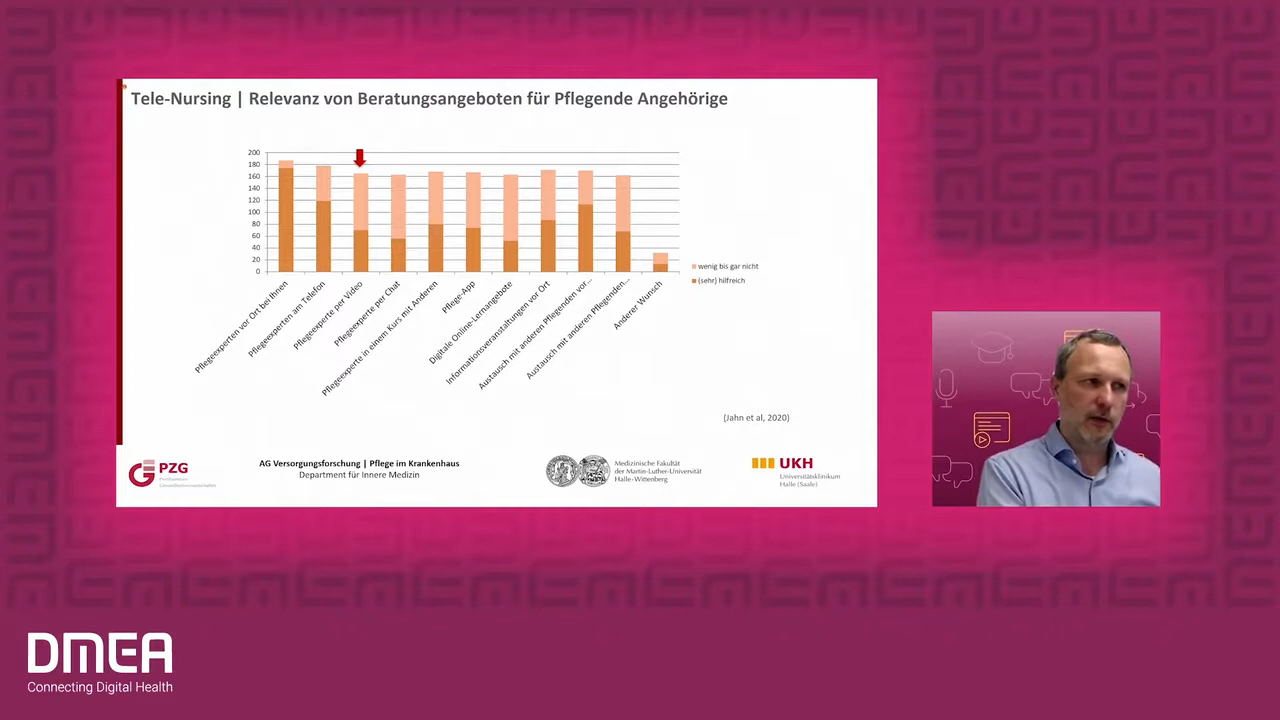 Tele-Nursing | Relevanz von Beratungsangeboten für Pflegende Angehörige
200
180
160
140
120
100
80
60
40
20
0
Pflegeexperten vor Ort bei Ihnen
Pflegeexperten am Telefon
Pflegeexperte per Video
Pflegeexperte per Chat
Pflegeexperte in einem Kurs mit Anderen
Pflege-App
Digitale Online-Lernangebote
Informationsveranstaltungen vor Ort
Austausch mit anderen Pflegenden vor...
Austausch mit anderen Pflegenden...
Anderer Wunsch
wenig bis gar nicht
(sehr) hilfreich
(Jahn et al, 2020)
PZG
AG Versorgungsforschung | Pflege im Krankenhaus
Department für Innere Medizin
Medizinische Fakultät
der Martin-Luther-Universität
Halle-Wittenberg
UKH
Universitätsklinikum
Halle (Saale)
DMEA
Connecting Digital Health